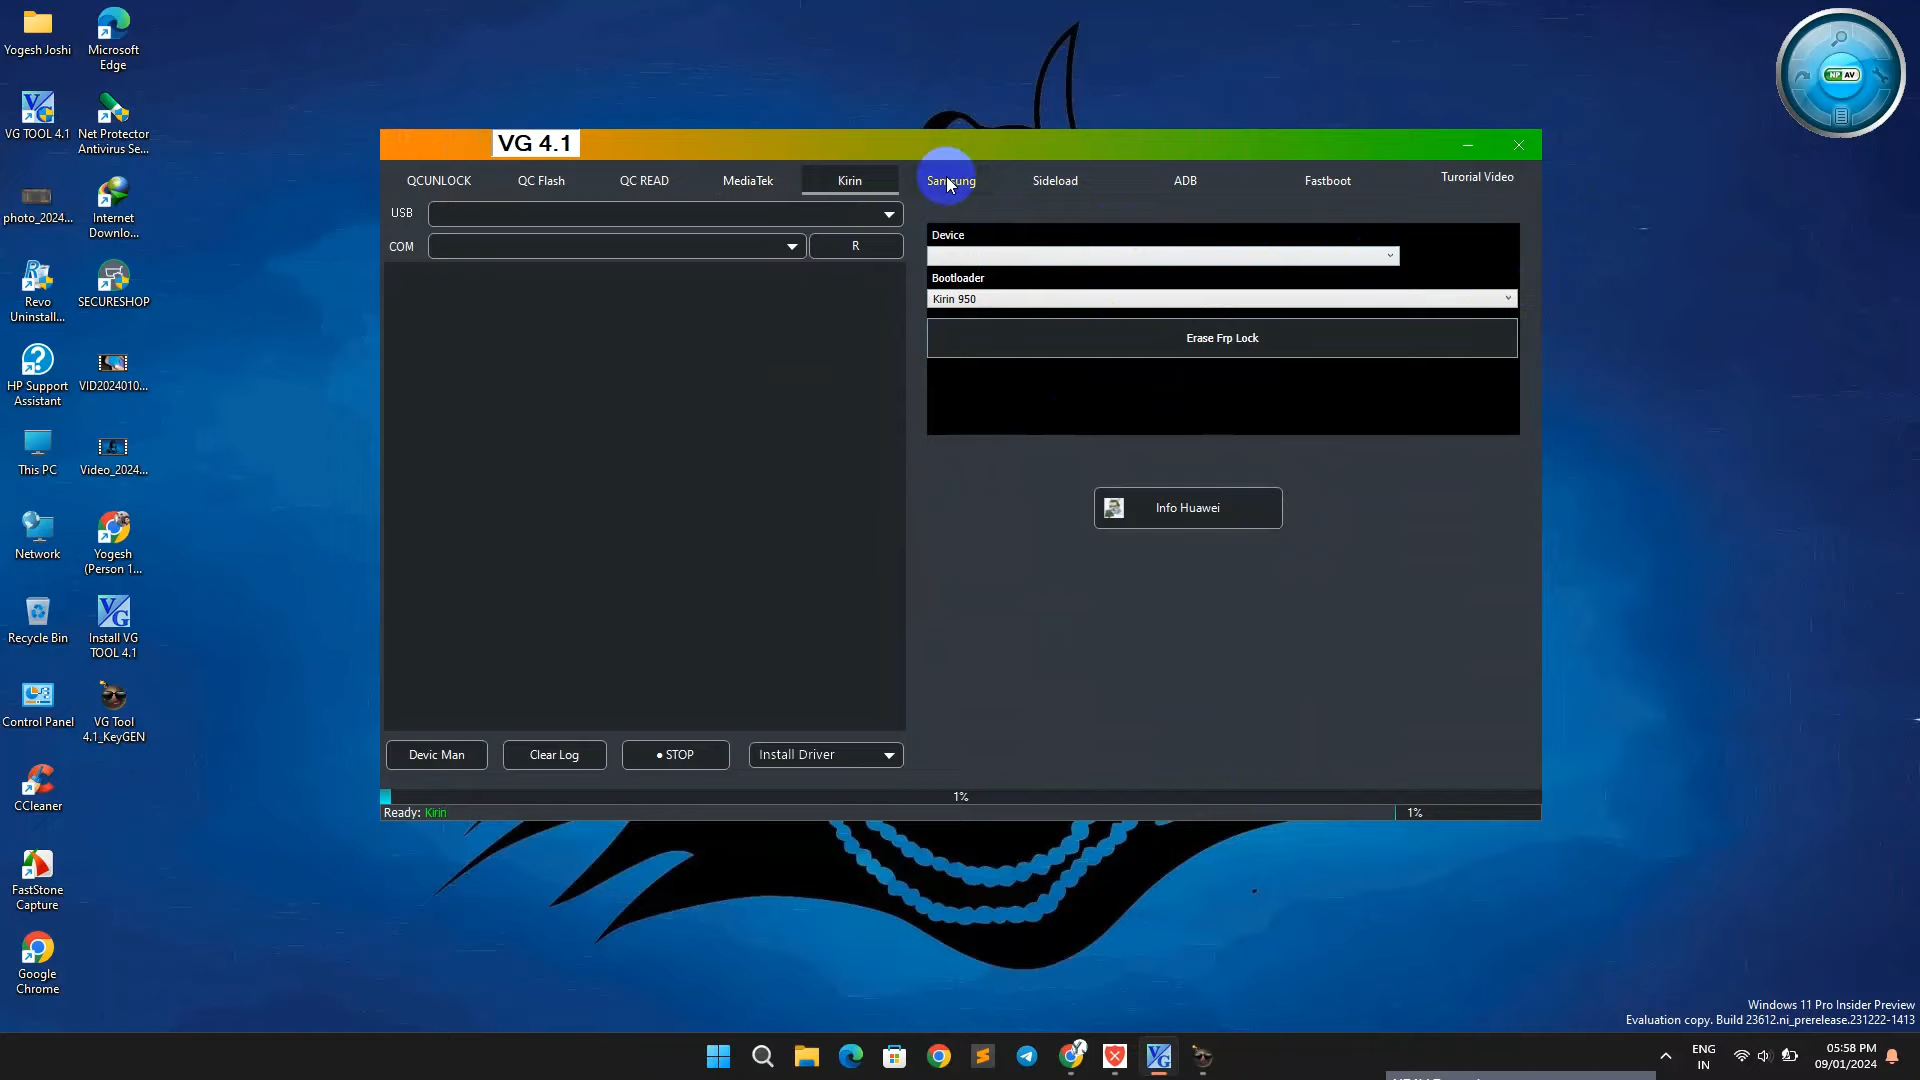 Yogesh Joshi
Microsoft
Edge
VG TOOL 4.1
Net Protector
Antivirus Se...
photo_2024...
Internet
Downlo...
Revo
Uninstall...
SECURESHOP
HP Support
Assistant
VID2024010...
This PC
Video_2024...
Network
Yogesh
(Person 1...
Recycle Bin
Install VG
TOOL 4.1
Control Panel
VG Tool
4.1_KeyGEN
CCleaner
FastStone
Capture
Google
Chrome
NP AV
VG 4.1
QCUNLOCK
QC Flash
QC READ
MediaTek
Kirin
Samsung
Sideload
ADB
Fastboot
Turorial Video
USB
COM
R
Device
Bootloader
Kirin 950
Erase Frp Lock
Info Huawei
Devic Man
Clear Log
● STOP
Install Driver
1%
Ready: Kirin
1%
Windows 11 Pro Insider Preview
Evaluation copy. Build 23612.ni_prerelease.231222-1413
ENG
IN
05:58 PM
09/01/2024